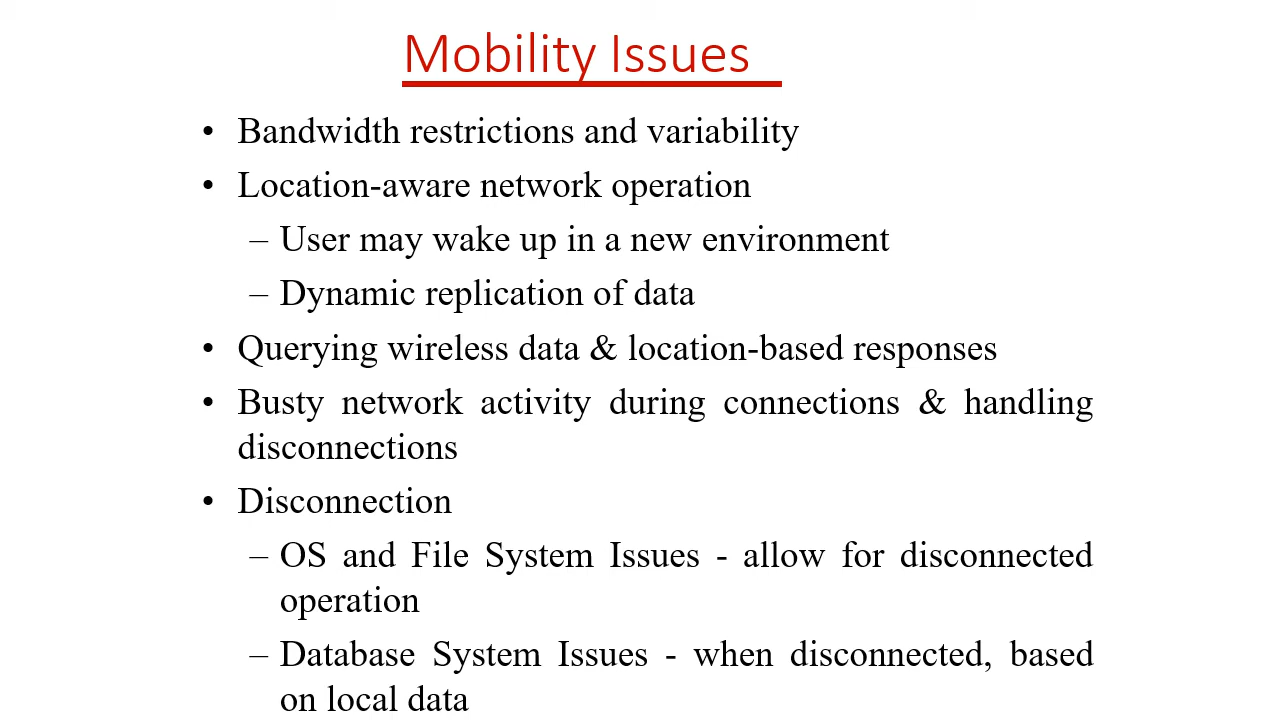 Mobility Issues
• Bandwidth restrictions and variability
• Location-aware network operation
– User may wake up in a new environment
– Dynamic replication of data
• Querying wireless data & location-based responses
• Busty network activity during connections & handling
disconnections
• Disconnection
– OS and File System Issues - allow for disconnected
operation
– Database System Issues - when disconnected, based
on local data